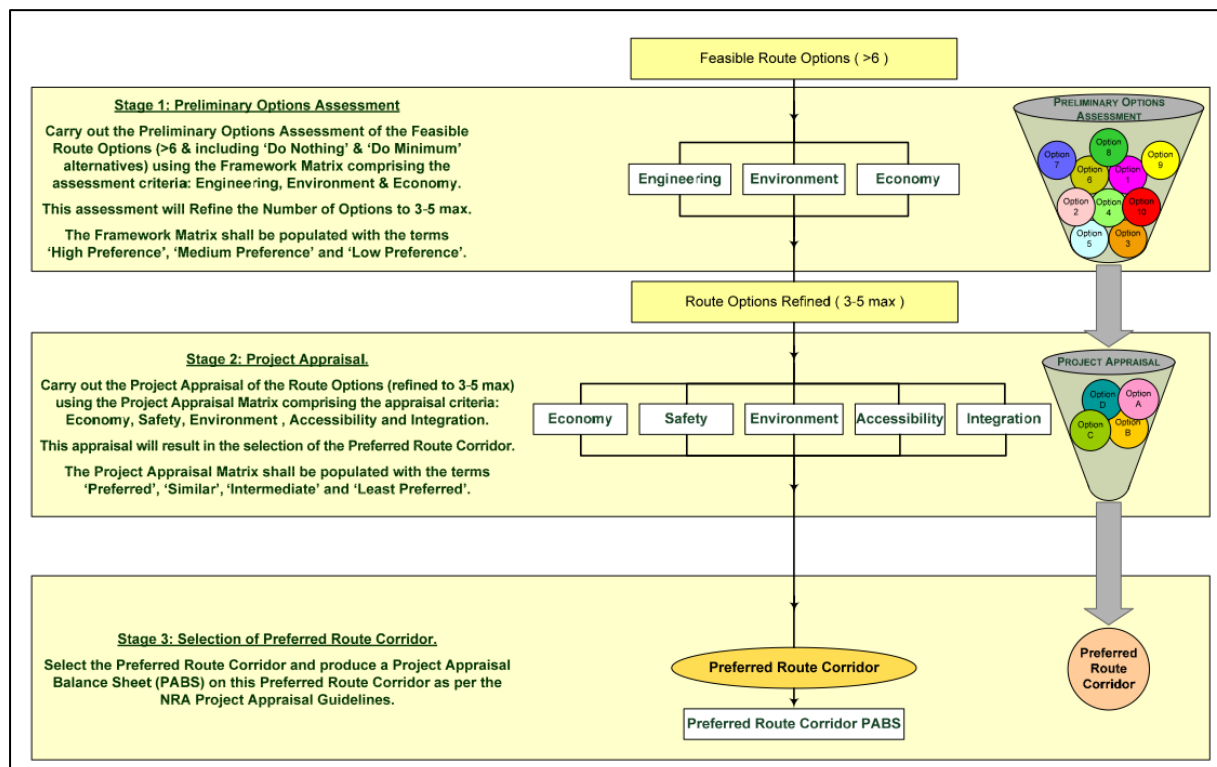 Feasible Route Options ( >6 )
Stage 1: Preliminary Options Assessment
Carry out the Preliminary Options Assessment of the Feasible
Route Options (>6 & including ‘Do Nothing’ & ‘Do Minimum’
alternatives) using the Framework Matrix comprising the
assessment criteria: Engineering, Environment & Economy.
This assessment will Refine the Number of Options to 3-5 max.
The Framework Matrix shall be populated with the terms
‘High Preference’, ‘Medium Preference’ and ‘Low Preference’.
Engineering
Environment
Economy
PRELIMINARY OPTIONS
ASSESSMENT
Option
8
Option
7
Option
9
Option
6
Option
1
Option
2
Option
4
Option
10
Option
5
Option
3
Route Options Refined ( 3-5 max )
Stage 2: Project Appraisal.
Carry out the Project Appraisal of the Route Options (refined to 3-5 max)
using the Project Appraisal Matrix comprising the appraisal criteria:
Economy, Safety, Environment , Accessibility and Integration.
This appraisal will result in the selection of the Preferred Route Corridor.
The Project Appraisal Matrix shall be populated with the terms
‘Preferred’, ‘Similar’, ‘Intermediate’ and ‘Least Preferred’.
Economy
Safety
Environment
Accessibility
Integration
PROJECT APPRAISAL
Option
D
Option
A
Option
C
Option
B
Stage 3: Selection of Preferred Route Corridor.
Select the Preferred Route Corridor and produce a Project Appraisal
Balance Sheet (PABS) on this Preferred Route Corridor as per the
NRA Project Appraisal Guidelines.
Preferred Route Corridor
Preferred Route Corridor PABS
Preferred
Route
Corridor